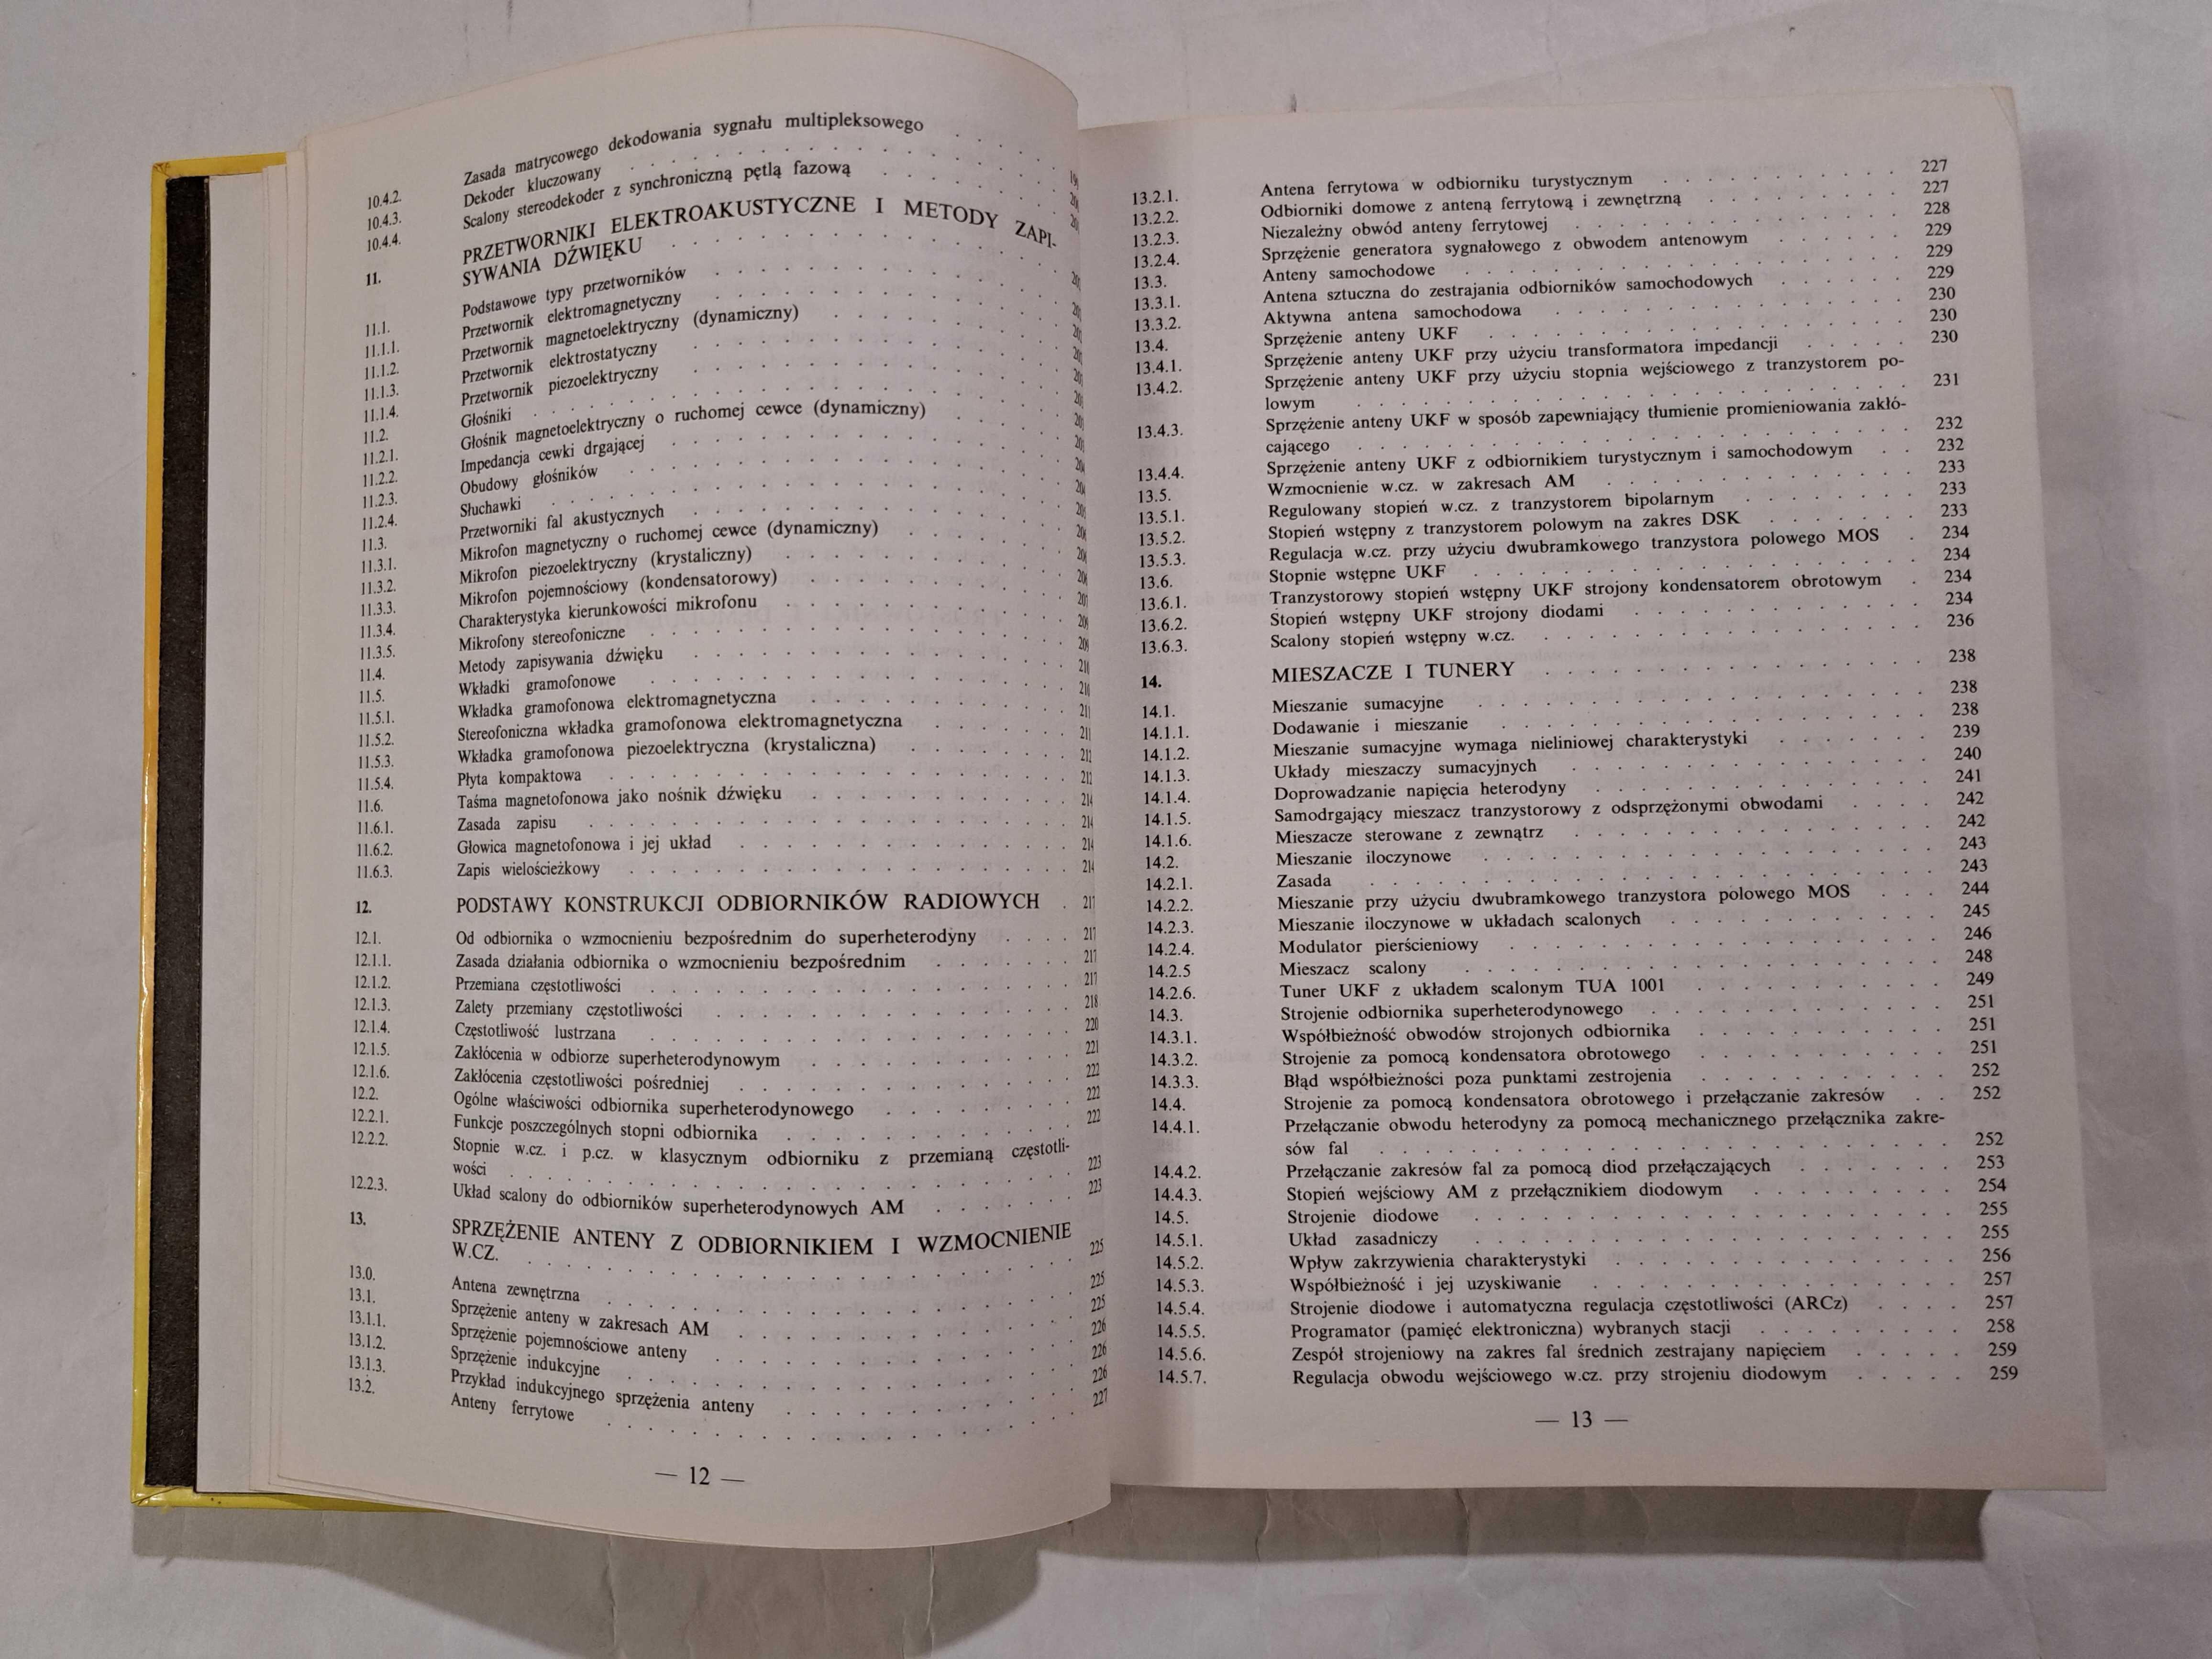 10.4.2. Zasada matrycowego dekodowania sygnału multipleksowego
10.4.3. Dekoder kluczowany
10.4.4. Scalony stereodekoder z synchroniczną pętlą fazową
11. PRZETWORNIKI ELEKTROAKUSTYCZNE I METODY ZAPI-
SYWANIA DŹWIĘKU
11.1. Podstawowe typy przetworników
11.1.1. Przetwornik elektromagnetyczny
11.1.2. Przetwornik magnetoelektryczny (dynamiczny)
11.1.3. Przetwornik elektrostatyczny
11.1.4. Przetwornik piezoelektryczny
11.2. Głośniki
11.2.1. Głośnik magnetoelektryczny o ruchomej cewce (dynamiczny)
11.2.2. Impedancja cewki drgającej
11.2.3. Obudowy głośników
11.2.4. Słuchawki
11.3. Przetworniki fal akustycznych
11.3.1. Mikrofon magnetyczny o ruchomej cewce (dynamiczny)
11.3.2. Mikrofon piezoelektryczny (krystaliczny)
11.3.3. Mikrofon pojemnościowy (kondensatorowy)
11.3.4. Charakterystyka kierunkowości mikrofonu
11.3.5. Mikrofony stereofoniczne
11.4. Metody zapisywania dźwięku
11.5. Wkładki gramofonowe
11.5.1. Wkładka gramofonowa elektromagnetyczna
11.5.2. Stereofoniczna wkładka gramofonowa elektromagnetyczna
11.5.3. Wkładka gramofonowa piezoelektryczna (krystaliczna)
11.5.4. Płyta kompaktowa
11.6. Taśma magnetofonowa jako nośnik dźwięku
11.6.1. Zasada zapisu
11.6.2. Głowica magnetofonowa i jej układ
11.6.3. Zapis wielościeżkowy
12. PODSTAWY KONSTRUKCJI ODBIORNIKÓW RADIOWYCH . 217
12.1. Od odbiornika o wzmocnieniu bezpośrednim do superheterodyny . . . . 217
12.1.1. Zasada działania odbiornika o wzmocnieniu bezpośrednim . . . . . . . 217
12.1.2. Przemiana częstotliwości . . . . . . . . 217
12.1.3. Zalety przemiany częstotliwości . . . . . . . . 218
12.1.4. Częstotliwość lustrzana . . . . . . . . 220
12.1.5. Zakłócenia w odbiorze superheterodynowym . . . . . . . . 221
12.1.6. Zakłócenia częstotliwości pośredniej . . . . . . . . 222
12.2. Ogólne właściwości odbiornika superheterodynowego . . . . . . . . 222
12.2.1. Funkcje poszczególnych stopni odbiornika . . . . . . . . 222
12.2.2. Stopnie w.cz. i p.cz. w klasycznym odbiorniku z przemianą częstotli-
wości . . . . . . . . 223
12.2.3. Układ scalony do odbiorników superheterodynowych AM . . . . . 223
13. SPRZĘŻENIE ANTENY Z ODBIORNIKIEM I WZMOCNIENIE
W.CZ. . . . . . . . . 225
13.0. Antena zewnętrzna . . . . . . . . 225
13.1. Sprzężenie anteny w zakresach AM . . . . . . . . 225
13.1.1. Sprzężenie pojemnościowe anteny . . . . . . . . 226
13.1.2. Sprzężenie indukcyjne . . . . . . . . 226
13.1.3. Przykład indukcyjnego sprzężenia anteny . . . . . . . . 226
13.2. Anteny ferrytowe . . . . . . . . 227
— 12 —
13.2.1. Antena ferrytowa w odbiorniku turystycznym . . . . . . . . 227
13.2.2. Odbiorniki domowe z anteną ferrytową i zewnętrzną . . . . . . . . 227
13.2.3. Niezależny obwód anteny ferrytowej . . . . . . . . 228
13.2.4. Sprzężenie generatora sygnałowego z obwodem antenowym . . . . . 229
13.3. Anteny samochodowe . . . . . . . . 229
13.3.1. Antena sztuczna do zestrajania odbiorników samochodowych . . . . . 229
13.3.2. Aktywna antena samochodowa . . . . . . . . 230
13.4. Sprzężenie anteny UKF . . . . . . . . 230
13.4.1. Sprzężenie anteny UKF przy użyciu transformatora impedancji . . . . . 230
13.4.2. Sprzężenie anteny UKF przy użyciu stopnia wejściowego z tranzystorem po-
lowym . . . . . . . . 231
13.4.3. Sprzężenie anteny UKF w sposób zapewniający tłumienie promieniowania zakłó-
cającego . . . . . . . . 232
13.4.4. Sprzężenie anteny UKF z odbiornikiem turystycznym i samochodowym . . 232
13.5. Wzmocnienie w.cz. w zakresach AM . . . . . . . . 233
13.5.1. Regulowany stopień w.cz. z tranzystorem bipolarnym . . . . . . . 233
13.5.2. Stopień wstępny z tranzystorem polowym na zakres DSK . . . . . . 233
13.5.3. Regulacja w.cz. przy użyciu dwubramkowego tranzystora polowego MOS . 234
13.6. Stopnie wstępne UKF . . . . . . . . 234
13.6.1. Tranzystorowy stopień wstępny UKF strojony kondensatorem obrotowym . 234
13.6.2. Stopień wstępny UKF strojony diodami . . . . . . . . 234
13.6.3. Scalony stopień wstępny w.cz. . . . . . . . . 236
14. MIESZACZE I TUNERY . . . . . . . . 238
14.1. Mieszanie sumacyjne . . . . . . . . 238
14.1.1. Dodawanie i mieszanie . . . . . . . . 238
14.1.2. Mieszanie sumacyjne wymaga nieliniowej charakterystyki . . . . . . . 239
14.1.3. Układy mieszaczy sumacyjnych . . . . . . . . 240
14.1.4. Doprowadzanie napięcia heterodyny . . . . . . . . 241
14.1.5. Samodrgający mieszacz tranzystorowy z odsprzężonymi obwodami . . . . 242
14.1.6. Mieszacze sterowane z zewnątrz . . . . . . . . 242
14.2. Mieszanie iloczynowe . . . . . . . . 243
14.2.1. Zasada . . . . . . . . 243
14.2.2. Mieszanie przy użyciu dwubramkowego tranzystora polowego MOS . . . 244
14.2.3. Mieszanie iloczynowe w układach scalonych . . . . . . . . 245
14.2.4. Modulator pierścieniowy . . . . . . . . 246
14.2.5 Mieszacz scalony . . . . . . . . 248
14.2.6. Tuner UKF z układem scalonym TUA 1001 . . . . . . . . 249
14.3. Strojenie odbiornika superheterodynowego . . . . . . . . 251
14.3.1. Współbieżność obwodów strojonych odbiornika . . . . . . . . 251
14.3.2. Strojenie za pomocą kondensatora obrotowego . . . . . . . . 251
14.3.3. Błąd współbieżności poza punktami zestrojenia . . . . . . . . 252
14.4. Strojenie za pomocą kondensatora obrotowego i przełączanie zakresów . . 252
14.4.1. Przełączanie obwodu heterodyny za pomocą mechanicznego przełącznika zakre-
sów fal . . . . . . . . 252
14.4.2. Przełączanie zakresów fal za pomocą diod przełączających . . . . . . . 253
14.4.3. Stopień wejściowy AM z przełącznikiem diodowym . . . . . . . . 254
14.5. Strojenie diodowe . . . . . . . . 255
14.5.1. Układ zasadniczy . . . . . . . . 255
14.5.2. Wpływ zakrzywienia charakterystyki . . . . . . . . 256
14.5.3. Współbieżność i jej uzyskiwanie . . . . . . . . 257
14.5.4. Strojenie diodowe i automatyczna regulacja częstotliwości (ARCz) . . . . 257
14.5.5. Programator (pamięć elektroniczna) wybranych stacji . . . . . . . . 258
14.5.6. Zespół strojeniowy na zakres fal średnich zestrajany napięciem . . . . . 259
14.5.7. Regulacja obwodu wejściowego w.cz. przy strojeniu diodowym . . . . . 259
— 13 —